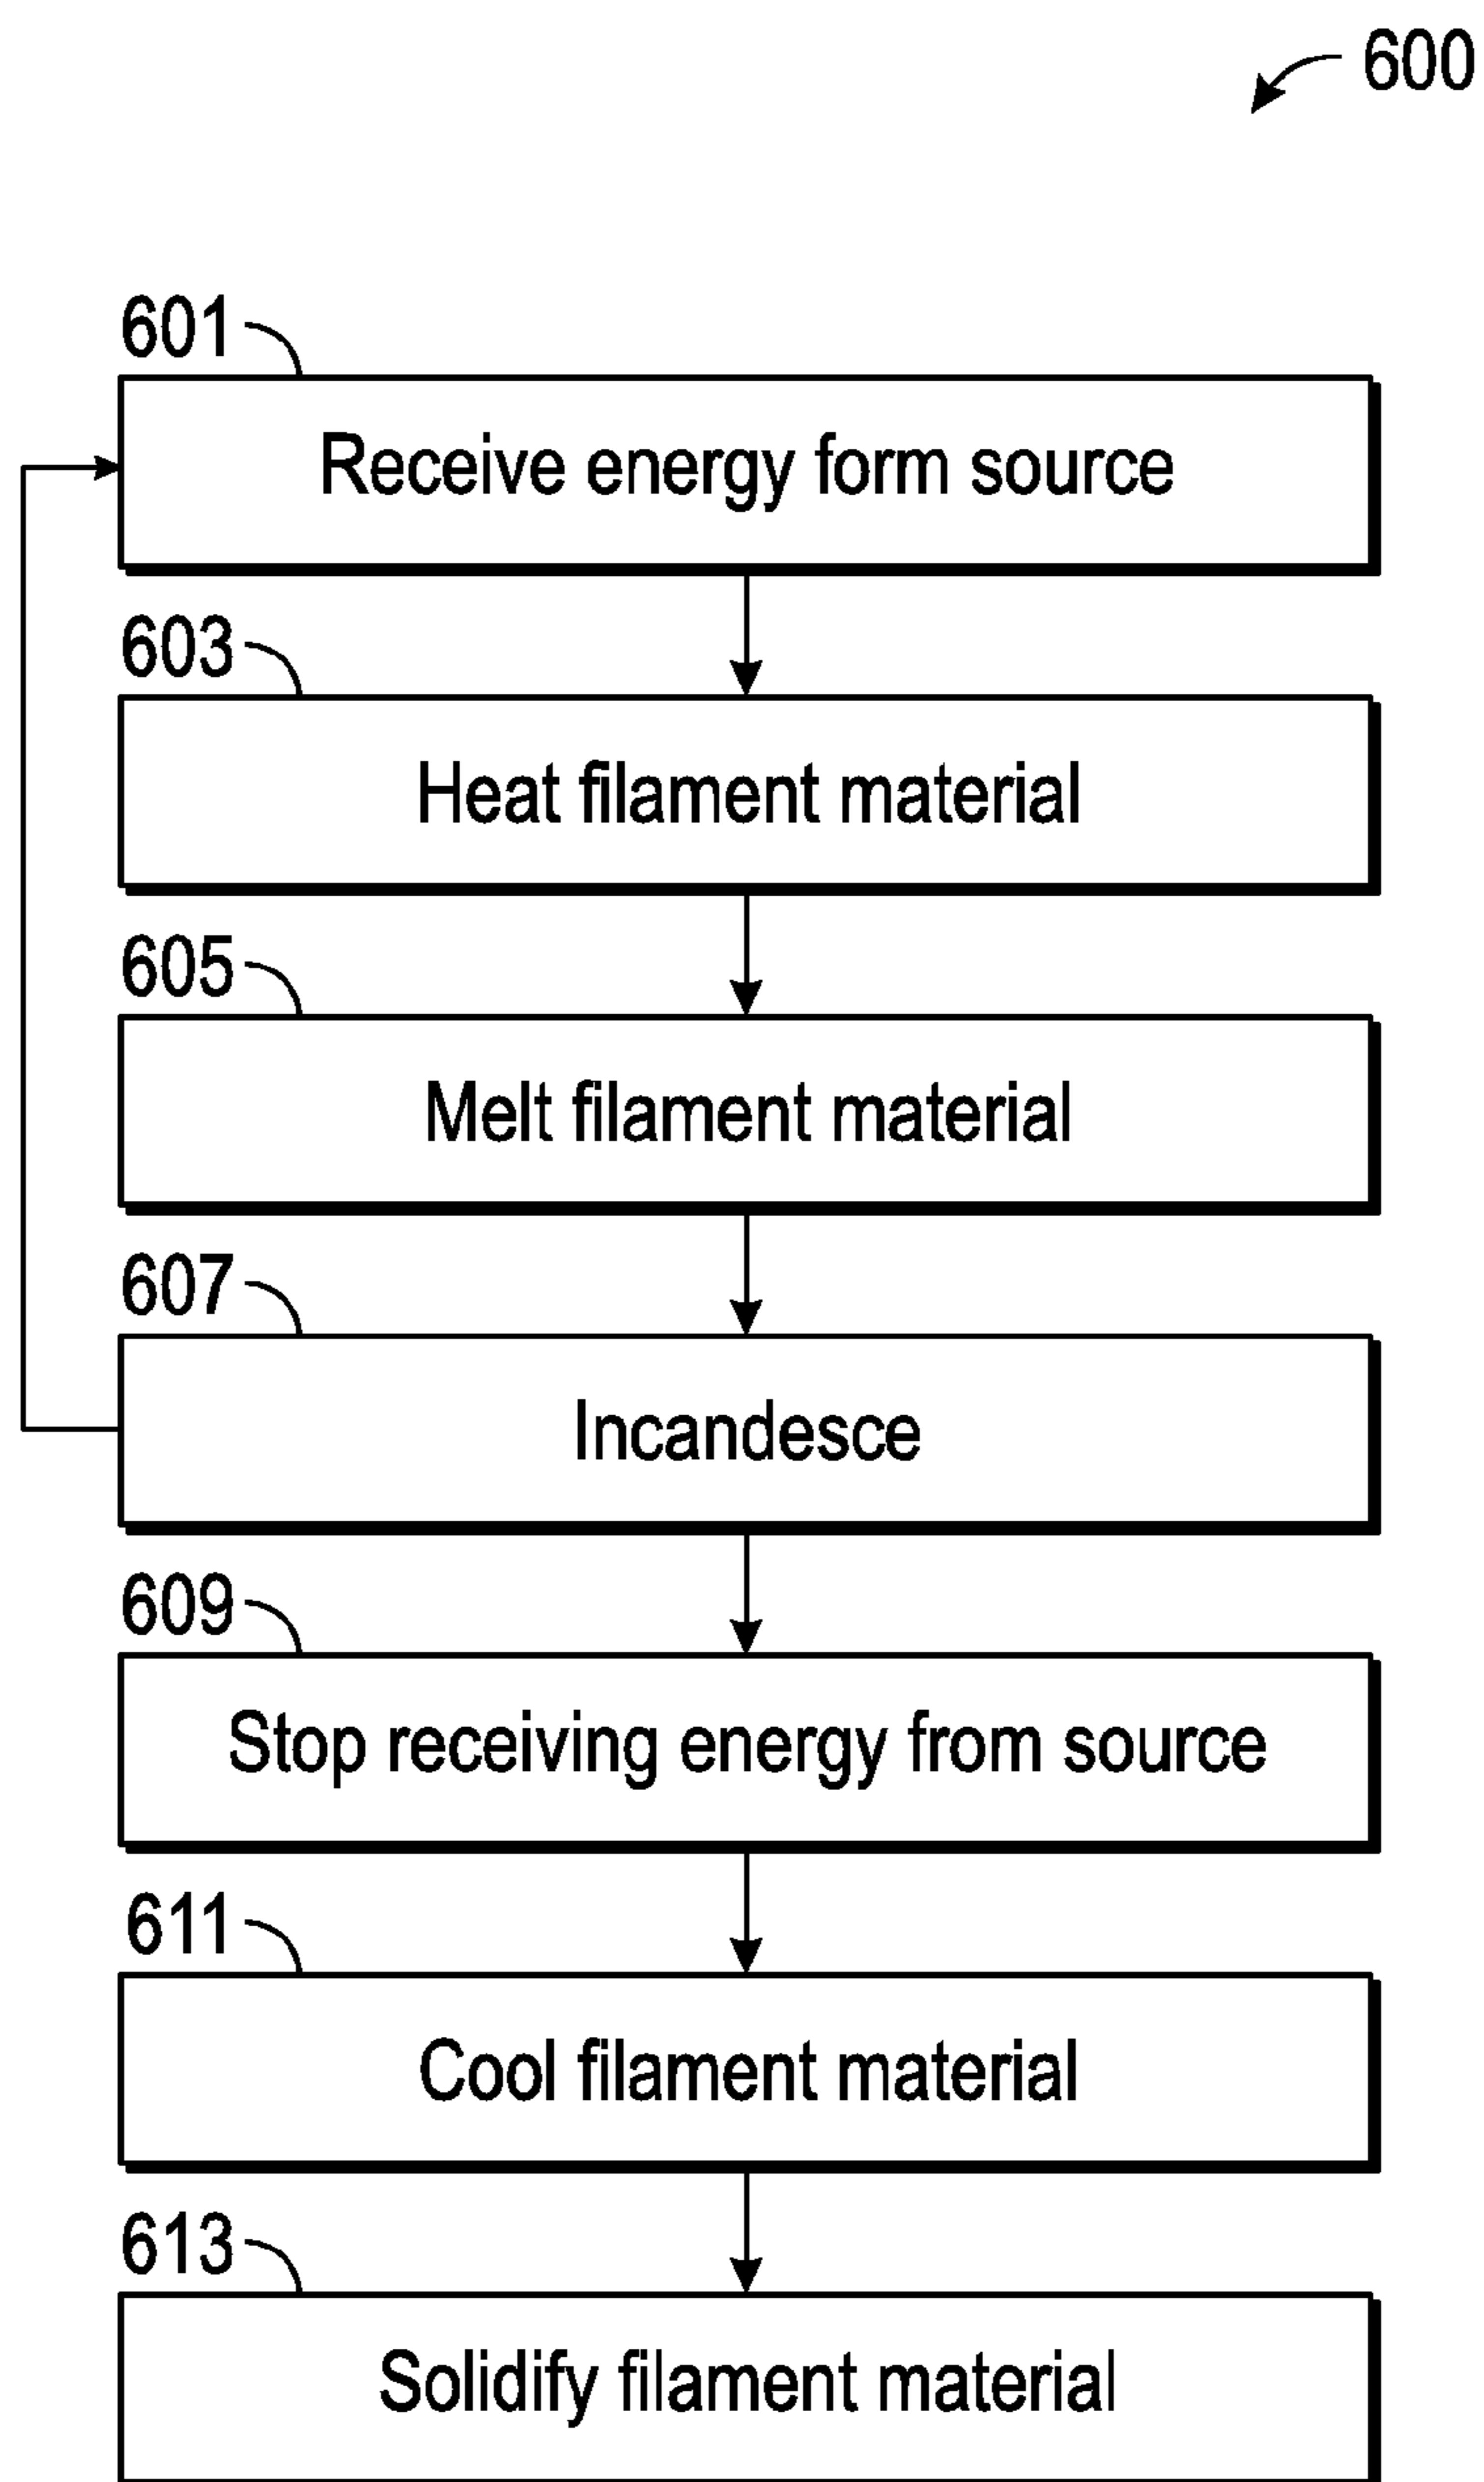 600
601
Receive energy form source
603
Heat filament material
605
Melt filament material
607
Incandesce
609
Stop receiving energy from source
611
Cool filament material
613
Solidify filament material